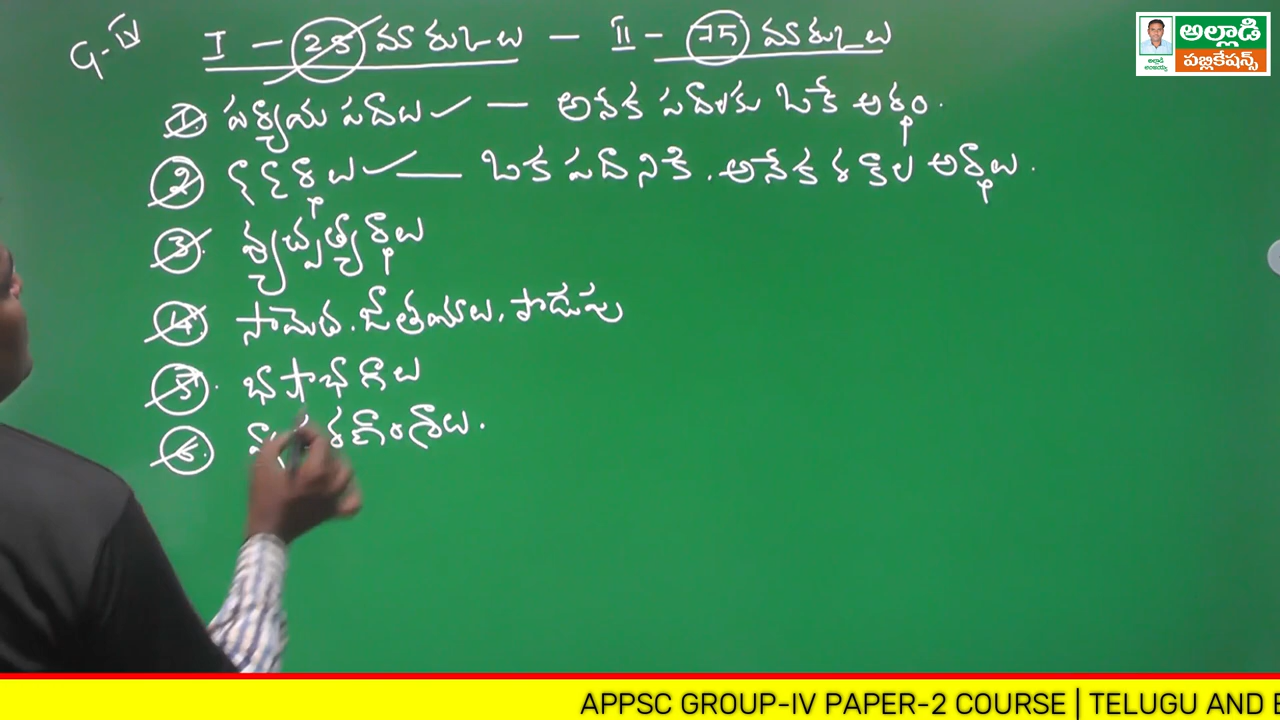 G-IV I - 25 మార్కులు - II - 75 మార్కులు
1. పర్యాయ పదాలు - అనేక పదాలకు ఒకే అర్థం.
2. - ఒక పదానికి. అనేక రకాల అర్థాలు.
3. వ్యుత్పత్యర్థాలు
4. సామెత. జాతీయాలు. పొడుపు
5. భాషాభాగాలు
6.
అల్లాడి
పబ్లికేషన్స్
అల్లాడి
అంజయ్య
APPSC GROUP-IV PAPER-2 COURSE | TELUGU AND E